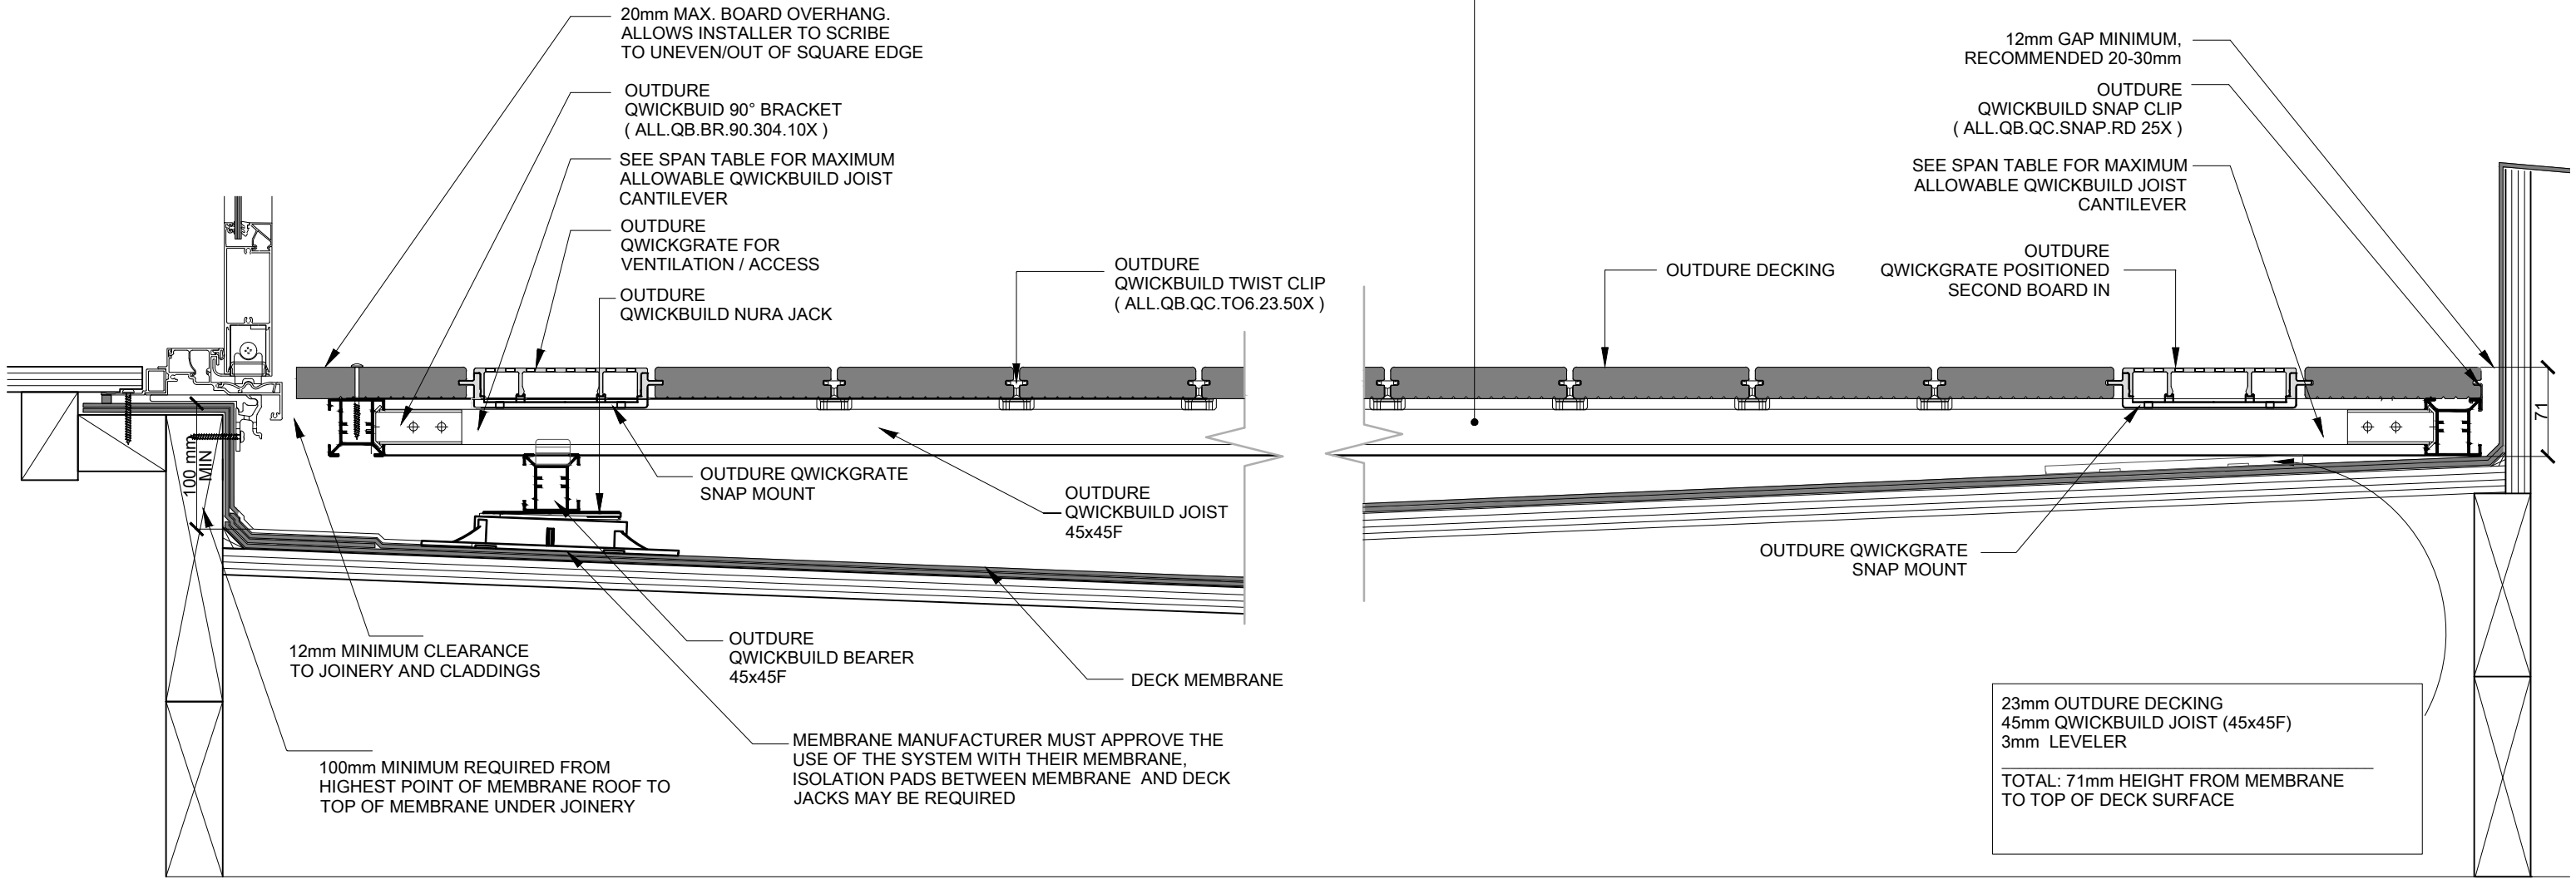 20mm MAX. BOARD OVERHANG.
ALLOWS INSTALLER TO SCRIBE
TO UNEVEN/OUT OF SQUARE EDGE
OUTDURE
QWICKBUID 90° BRACKET
( ALL.QB.BR.90.304.10X )
SEE SPAN TABLE FOR MAXIMUM
ALLOWABLE QWICKBUILD JOIST
CANTILEVER
OUTDURE
QWICKGRATE FOR
VENTILATION / ACCESS
OUTDURE
QWICKBUILD NURA JACK
OUTDURE
QWICKBUILD TWIST CLIP
( ALL.QB.QC.TO6.23.50X )
OUTDURE DECKING
12mm GAP MINIMUM,
RECOMMENDED 20-30mm
OUTDURE
QWICKBUILD SNAP CLIP
( ALL.QB.QC.SNAP.RD 25X )
SEE SPAN TABLE FOR MAXIMUM
ALLOWABLE QWICKBUILD JOIST
CANTILEVER
OUTDURE
QWICKGRATE POSITIONED
SECOND BOARD IN
71
100 mm
MIN
OUTDURE QWICKGRATE
SNAP MOUNT
OUTDURE
QWICKBUILD JOIST
45x45F
OUTDURE QWICKGRATE
SNAP MOUNT
12mm MINIMUM CLEARANCE
TO JOINERY AND CLADDINGS
OUTDURE
QWICKBUILD BEARER
45x45F
DECK MEMBRANE
100mm MINIMUM REQUIRED FROM
HIGHEST POINT OF MEMBRANE ROOF TO
TOP OF MEMBRANE UNDER JOINERY
MEMBRANE MANUFACTURER MUST APPROVE THE
USE OF THE SYSTEM WITH THEIR MEMBRANE,
ISOLATION PADS BETWEEN MEMBRANE AND DECK
JACKS MAY BE REQUIRED
23mm OUTDURE DECKING
45mm QWICKBUILD JOIST (45x45F)
3mm LEVELER
TOTAL: 71mm HEIGHT FROM MEMBRANE
TO TOP OF DECK SURFACE